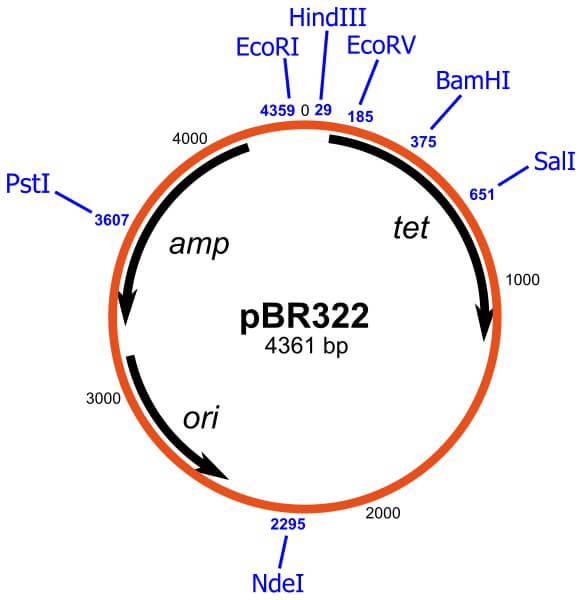 HindIII
EcoRI
EcoRV
BamHI
4359
0
29
185
375
4000
SalI
PstI
651
3607
amp
tet
1000
pBR322
4361 bp
3000
ori
2000
2295
NdeI